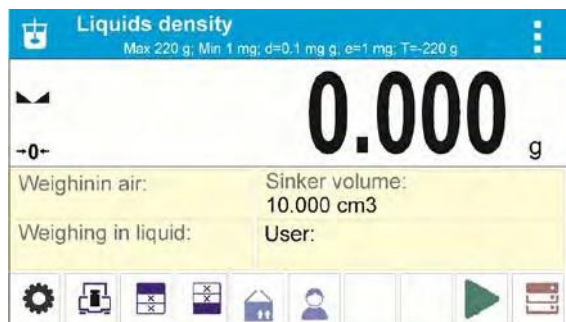 Liquids density
Max 220 g; Min 1 mg; d=0.1 mg g, e=1 mg; T=-220 g
0.000 g
→0←
Weighinin air:
Sinker volume:
10.000 cm3
Weighing in liquid:
User: